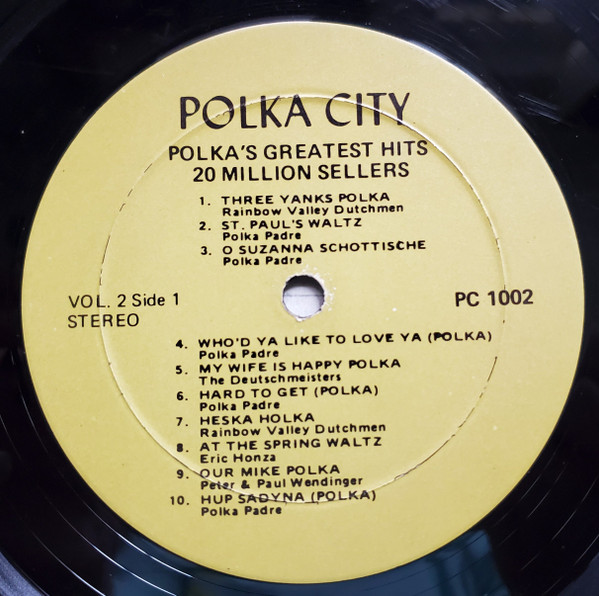 POLKA CITY
POLKA'S GREATEST HITS
20 MILLION SELLERS
1. THREE YANKS POLKA
Rainbow Valley Dutchmen
2. ST. PAUL'S WALTZ
Polka Padre
3. O SUZANNA SCHOTTISCHE
Polka Padre
VOL. 2 Side 1
STEREO
PC 1002
4. WHO'D YA LIKE TO LOVE YA (POLKA)
Polka Padre
5. MY WIFE IS HAPPY POLKA
The Deutschmeisters
6. HARD TO GET (POLKA)
Polka Padre
7. HESKA HOLKA
Rainbow Valley Dutchmen
8. AT THE SPRING WALTZ
Eric Honza
9. OUR MIKE POLKA
Peter & Paul Wendinger
10. HUP SADYNA (POLKA)
Polka Padre